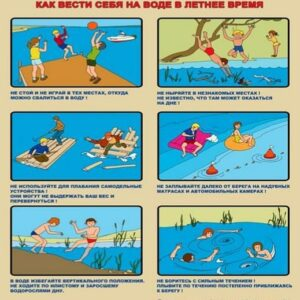 КАК ВЕСТИ СЕБЯ НА ВОДЕ В ЛЕТНЕЕ ВРЕМЯ
НЕ СТОЙ И НЕ ИГРАЙ В ТЕХ МЕСТАХ, ОТКУДА
МОЖНО СВАЛИТЬСЯ В ВОДУ !
НЕ НЫРЯЙТЕ В НЕЗНАКОМЫХ МЕСТАХ !
НЕ ИЗВЕСТНО, ЧТО ТАМ МОЖЕТ ОКАЗАТЬСЯ
НА ДНЕ !
НЕ ИСПОЛЬЗУЙТЕ ДЛЯ ПЛАВАНИЯ САМОДЕЛЬНЫЕ
УСТРОЙСТВА !
ОНИ МОГУТ НЕ ВЫДЕРЖАТЬ ВАШ ВЕС И
ПЕРЕВЕРНУТЬСЯ !
НЕ ЗАПЛЫВАЙТЕ ДАЛЕКО ОТ БЕРЕГА НА НАДУВНЫХ
МАТРАСАХ И АВТОМОБИЛЬНЫХ КАМЕРАХ !
В ВОДЕ ИЗБЕГАЙТЕ ВЕРТИКАЛЬНОГО ПОЛОЖЕНИЯ.
НЕ ХОДИТЕ ПО ИЛИСТОМУ И ЗАРОСШЕМУ
ВОДОРОСЛЯМИ ДНУ.
НЕ БОРИТЕСЬ С СИЛЬНЫМ ТЕЧЕНИЕМ !
ПЛЫВИТЕ ПО ТЕЧЕНИЮ ПОСТЕПЕННО ПРИБЛИЖАЯСЬ
К БЕРЕГУ !